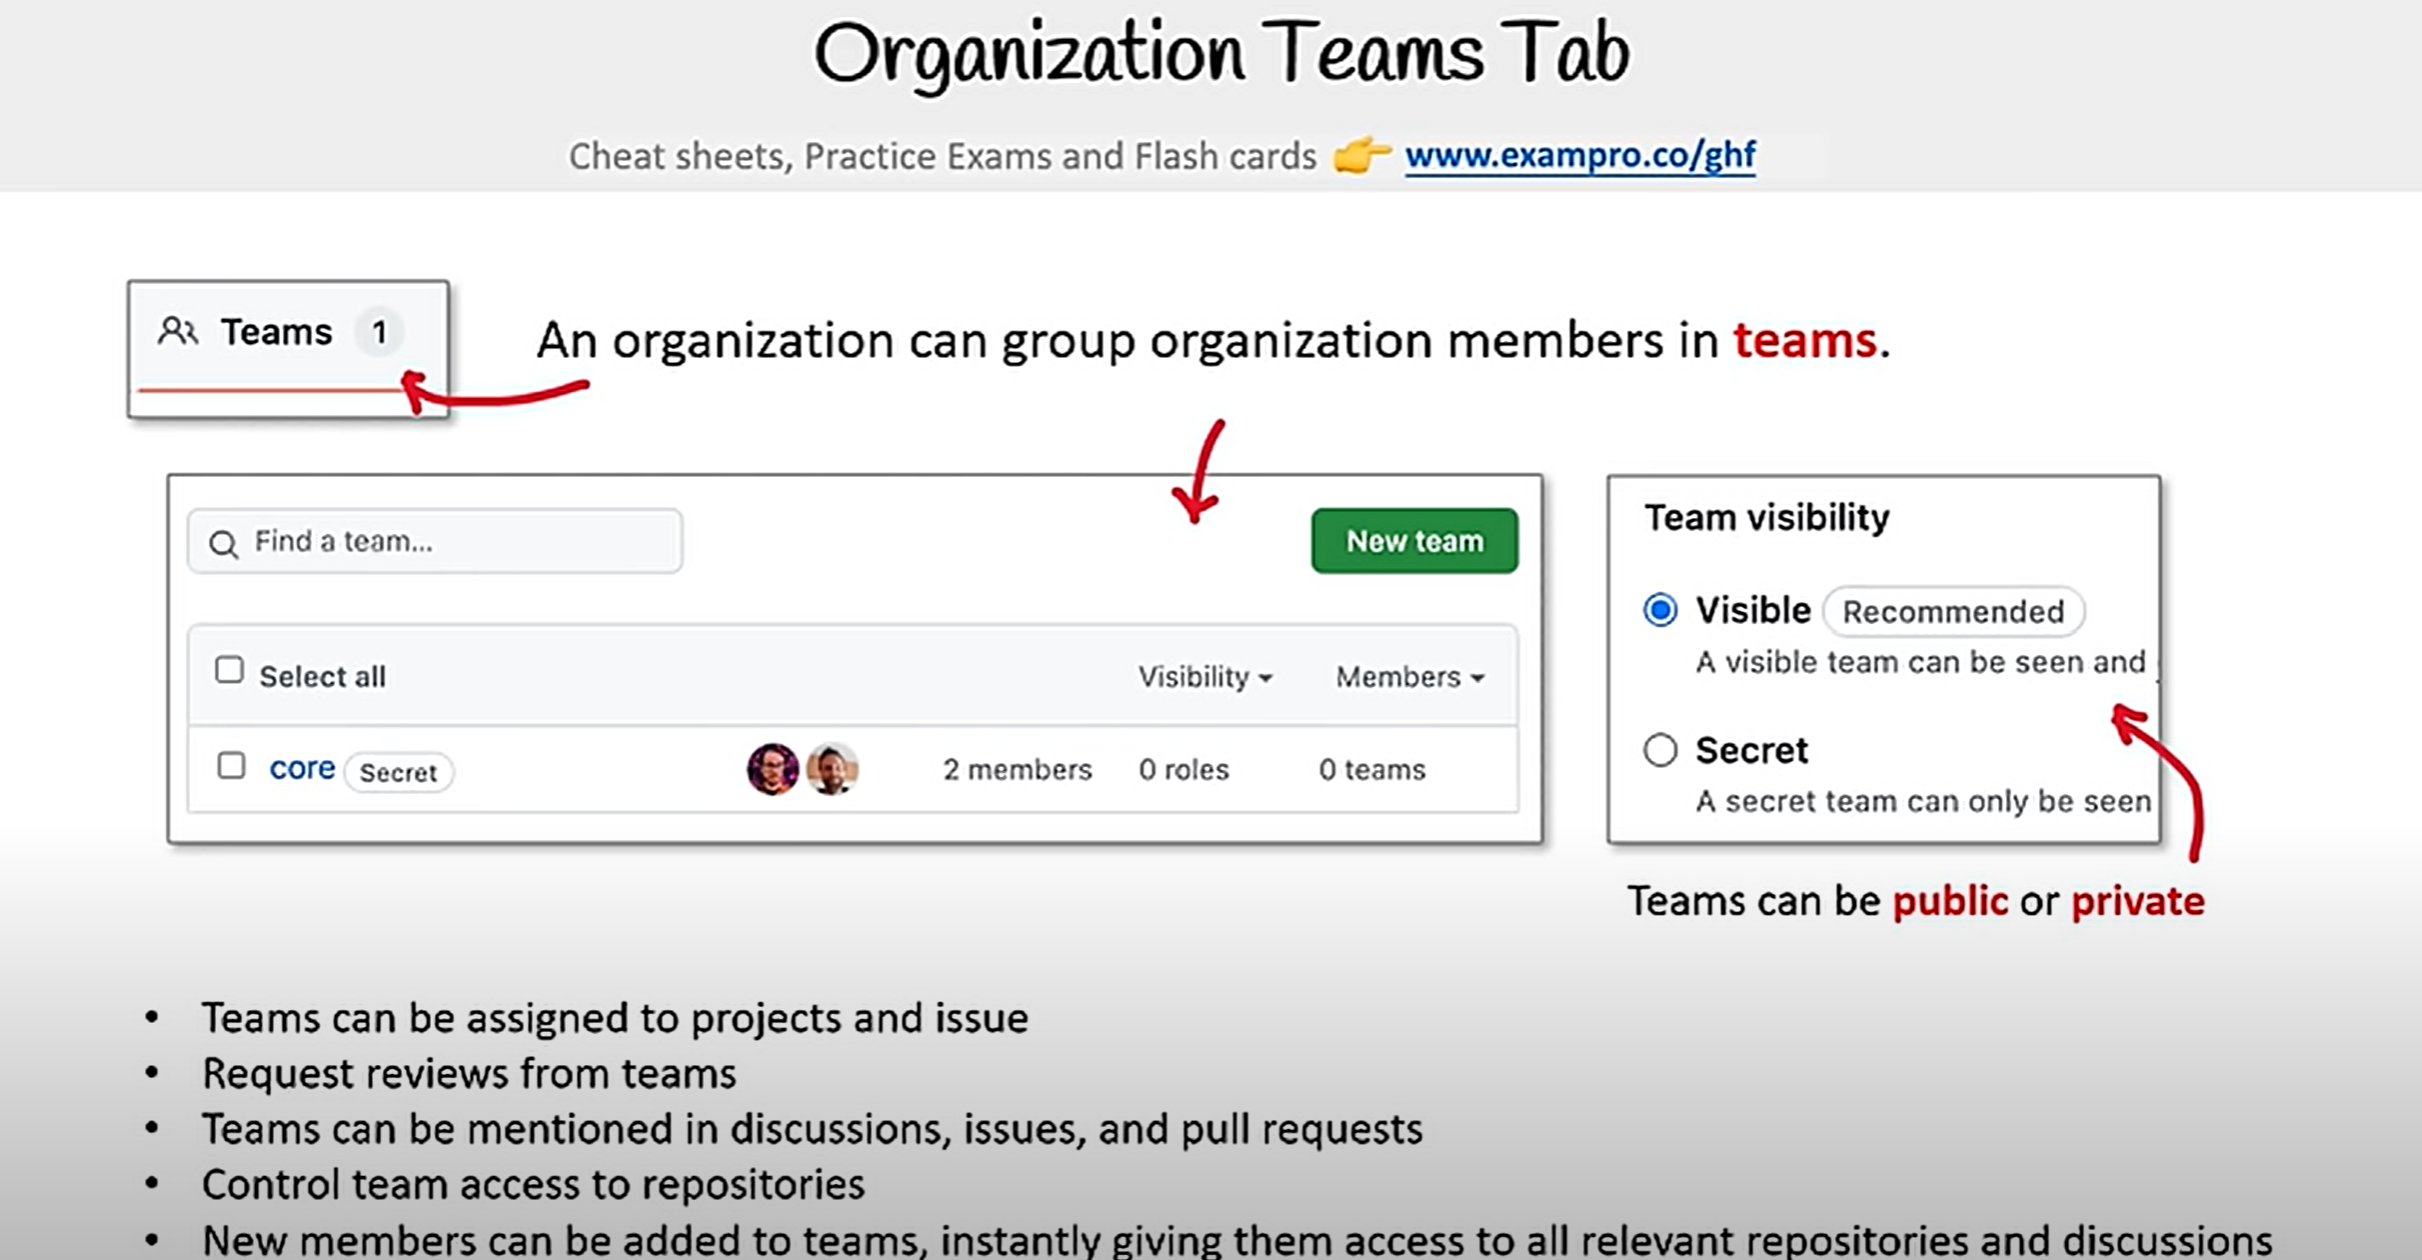 Organization Teams Tab
Cheat sheets, Practice Exams and Flash cards 👉 www.exampro.co/ghf
Teams 1
An organization can group organization members in teams.
Find a team...
New team
Select all Visibility Members
core Secret 2 members 0 roles 0 teams
Team visibility
Visible Recommended
A visible team can be seen and
Secret
A secret team can only be seen
Teams can be public or private
• Teams can be assigned to projects and issue
• Request reviews from teams
• Teams can be mentioned in discussions, issues, and pull requests
• Control team access to repositories
• New members can be added to teams, instantly giving them access to all relevant repositories and discussions